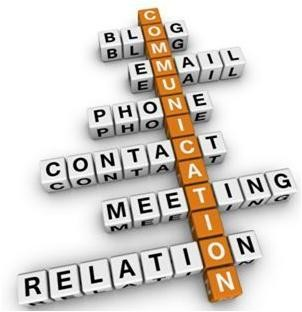 COMMUNICATION
BLOG
EMAIL
PHONE
CONTACT
MEETING
RELATION